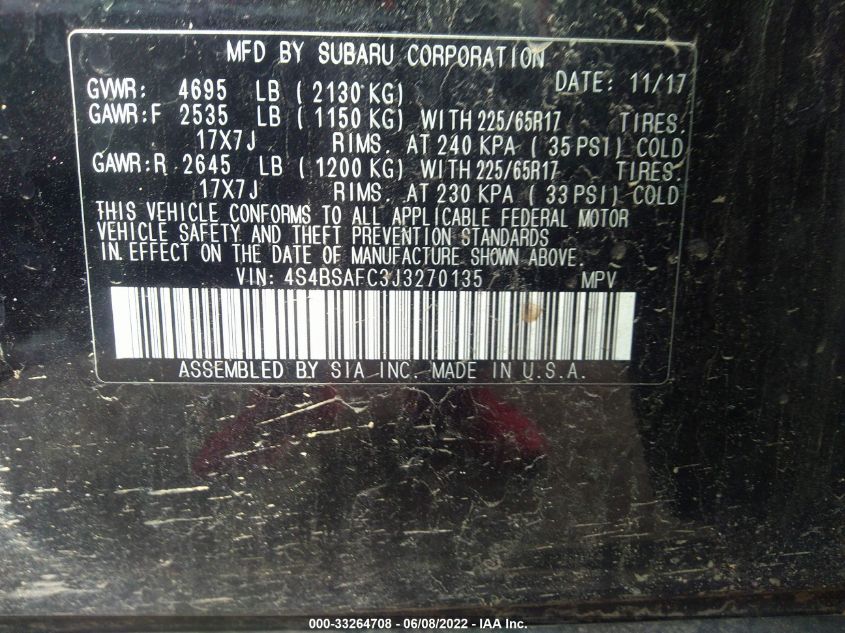 MFD BY SUBARU CORPORATION
GVWR: 4695 LB ( 2130 KG) DATE: 11/17
GAWR:F 2535 LB ( 1150 KG) WITH 225/65R17 TIRES.
17X7J RIMS. AT 240 KPA ( 35 PSI) COLD
GAWR:R 2645 LB ( 1200 KG) WITH 225/65R17 TIRES.
17X7J RIMS. AT 230 KPA ( 33 PSI) COLD
THIS VEHICLE CONFORMS TO ALL APPLICABLE FEDERAL MOTOR
VEHICLE SAFETY AND THEFT PREVENTION STANDARDS
IN EFFECT ON THE DATE OF MANUFACTURE SHOWN ABOVE.
VIN: 4S4BSAFC3J3270135 MPV
ASSEMBLED BY SIA INC. MADE IN U.S.A.
000-33264708 - 06/08/2022 - IAA Inc.